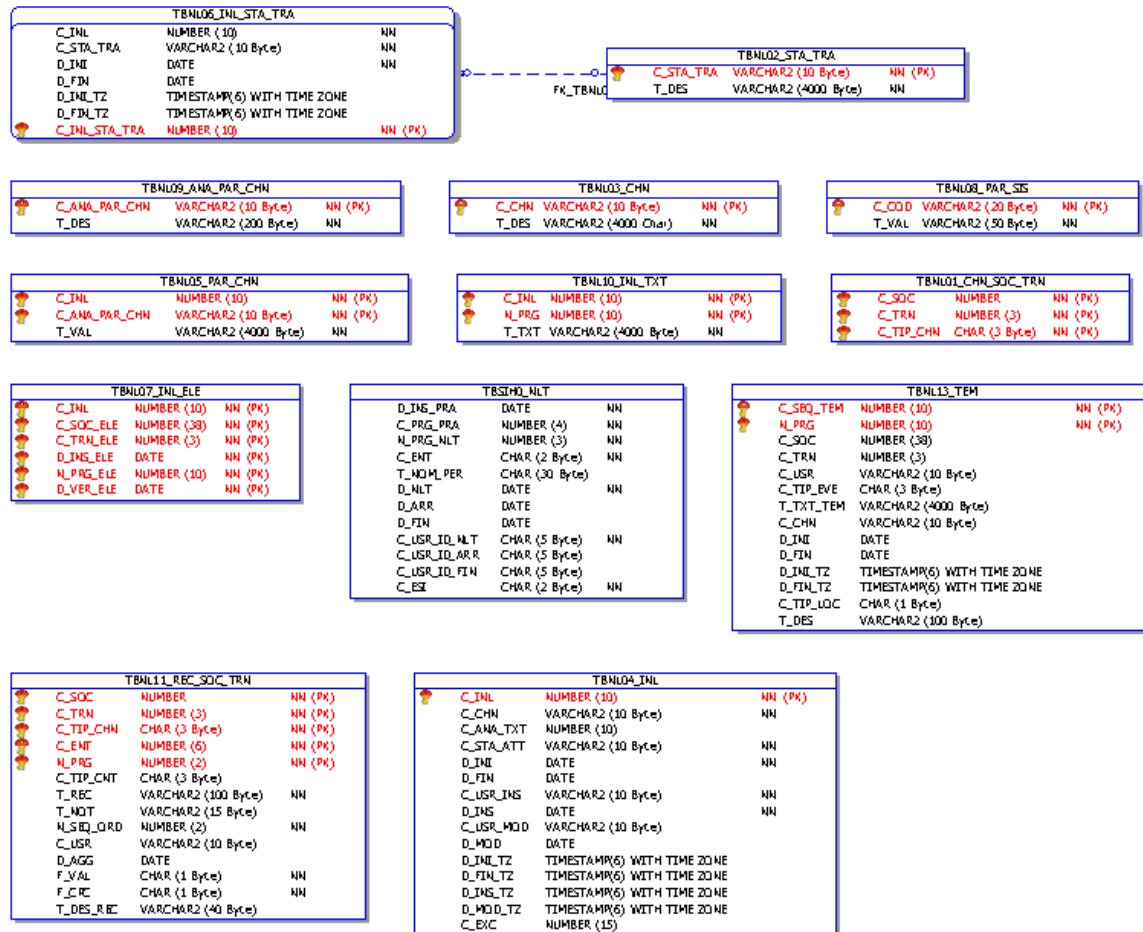 TBNL06_INL_STA_TRA
C_INL NUMBER (10) NN
C_STA_TRA VARCHAR2 (10 Byte) NN
D_INI DATE NN
D_FIN DATE
D_INI_TZ TIMESTAMP(6) WITH TIME ZONE
D_FIN_TZ TIMESTAMP(6) WITH TIME ZONE
C_INL_STA_TRA NUMBER (10) NN (PK)
FK_TBNL0
TBNL02_STA_TRA
C_STA_TRA VARCHAR2 (10 Byte) NN (PK)
T_DES VARCHAR2 (4000 Byte) NN
TBNL09_ANA_PAR_CHN
C_ANA_PAR_CHN VARCHAR2 (10 Byte) NN (PK)
T_DES VARCHAR2 (200 Byte) NN
TBNL03_CHN
C_CHN VARCHAR2 (10 Byte) NN (PK)
T_DES VARCHAR2 (4000 Char) NN
TBNL08_PAR_SIS
C_COD VARCHAR2 (20 Byte) NN (PK)
T_VAL VARCHAR2 (50 Byte) NN
TBNL05_PAR_CHN
C_INL NUMBER (10) NN (PK)
C_ANA_PAR_CHN VARCHAR2 (10 Byte) NN (PK)
T_VAL VARCHAR2 (4000 Byte) NN
TBNL10_INL_TXT
C_INL NUMBER (10) NN (PK)
N_PRG NUMBER (10) NN (PK)
T_TXT VARCHAR2 (4000 Byte) NN
TBNL01_CHN_SOC_TRN
C_SOC NUMBER NN (PK)
C_TRN NUMBER (3) NN (PK)
C_TIP_CHN CHAR (3 Byte) NN (PK)
TBNL07_INL_ELE
C_INL NUMBER (10) NN (PK)
C_SOC_ELE NUMBER (38) NN (PK)
C_TRN_ELE NUMBER (3) NN (PK)
D_INS_ELE DATE NN (PK)
N_PRG_ELE NUMBER (10) NN (PK)
D_VER_ELE DATE NN (PK)
TBSIH0_NLT
D_INS_PRA DATE NN
C_PRG_PRA NUMBER (4) NN
N_PRG_NLT NUMBER (3) NN
C_ENT CHAR (2 Byte) NN
T_NOM_PER CHAR (30 Byte)
D_NLT DATE NN
D_ARR DATE
D_FIN DATE
C_USR_ID_NLT CHAR (5 Byte) NN
C_USR_ID_ARR CHAR (5 Byte)
C_USR_ID_FIN CHAR (5 Byte)
C_ESI CHAR (2 Byte) NN
TBNL13_TEM
C_SEQ_TEM NUMBER (10) NN (PK)
N_PRG NUMBER (10) NN (PK)
C_SOC NUMBER (38)
C_TRN NUMBER (3)
C_USR VARCHAR2 (10 Byte)
C_TIP_EVE CHAR (3 Byte)
T_TXT_TEM VARCHAR2 (4000 Byte)
C_CHN VARCHAR2 (10 Byte)
D_INI DATE
D_FIN DATE
D_INI_TZ TIMESTAMP(6) WITH TIME ZONE
D_FIN_TZ TIMESTAMP(6) WITH TIME ZONE
C_TIP_LOC CHAR (1 Byte)
T_DES VARCHAR2 (100 Byte)
TBNL11_REC_SOC_TRN
C_SOC NUMBER NN (PK)
C_TRN NUMBER (3) NN (PK)
C_TIP_CHN CHAR (3 Byte) NN (PK)
C_ENT NUMBER (6) NN (PK)
N_PRG NUMBER (2) NN (PK)
C_TIP_CNT CHAR (3 Byte)
T_REC VARCHAR2 (100 Byte) NN
T_NOT VARCHAR2 (15 Byte)
N_SEQ_ORD NUMBER (2) NN
C_USR VARCHAR2 (10 Byte)
D_AGG DATE
F_VAL CHAR (1 Byte) NN
F_CRC CHAR (1 Byte) NN
T_DES_REC VARCHAR2 (40 Byte)
TBNL04_INL
C_INL NUMBER (10) NN (PK)
C_CHN VARCHAR2 (10 Byte) NN
C_ANA_TXT NUMBER (10)
C_STA_ATT VARCHAR2 (10 Byte) NN
D_INI DATE NN
D_FIN DATE
C_USR_INS VARCHAR2 (10 Byte) NN
D_INS DATE NN
C_USR_MOD VARCHAR2 (10 Byte)
D_MOD DATE
D_INI_TZ TIMESTAMP(6) WITH TIME ZONE
D_FIN_TZ TIMESTAMP(6) WITH TIME ZONE
D_INS_TZ TIMESTAMP(6) WITH TIME ZONE
D_MOD_TZ TIMESTAMP(6) WITH TIME ZONE
C_EXC NUMBER (15)